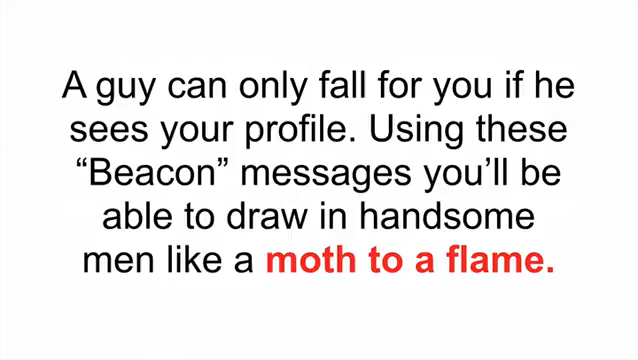 A guy can only fall for you if he
sees your profile. Using these
“Beacon” messages you’ll be
able to draw in handsome
men like a moth to a flame.